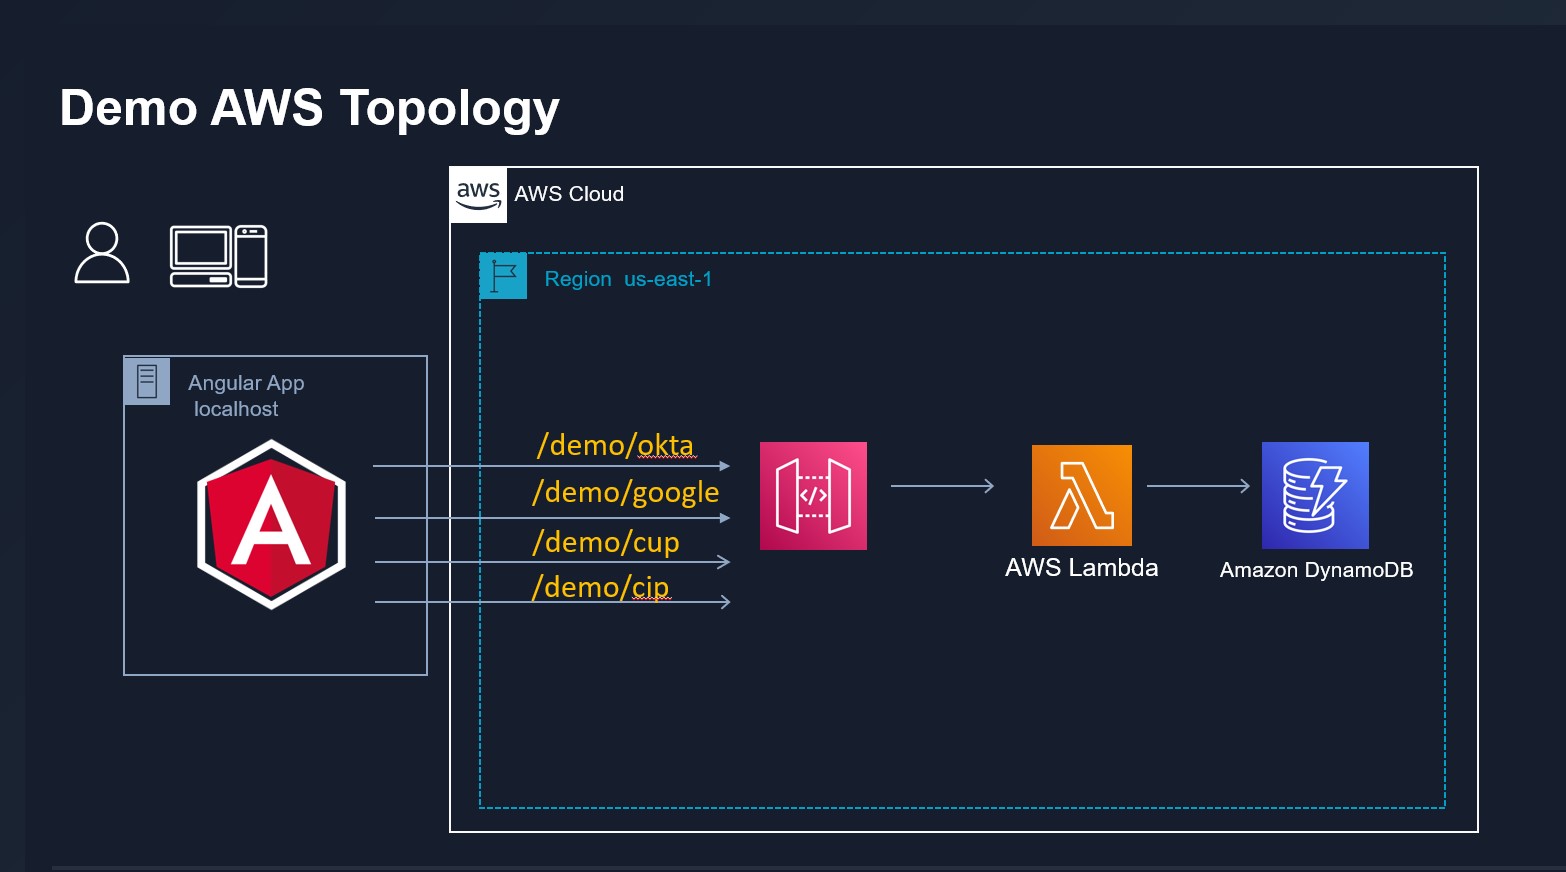 Demo AWS Topology
aws
AWS Cloud
Region us-east-1
Angular App
localhost
A
/demo/okta
/demo/google
/demo/cup
/demo/cip
</>
AWS Lambda
Amazon DynamoDB